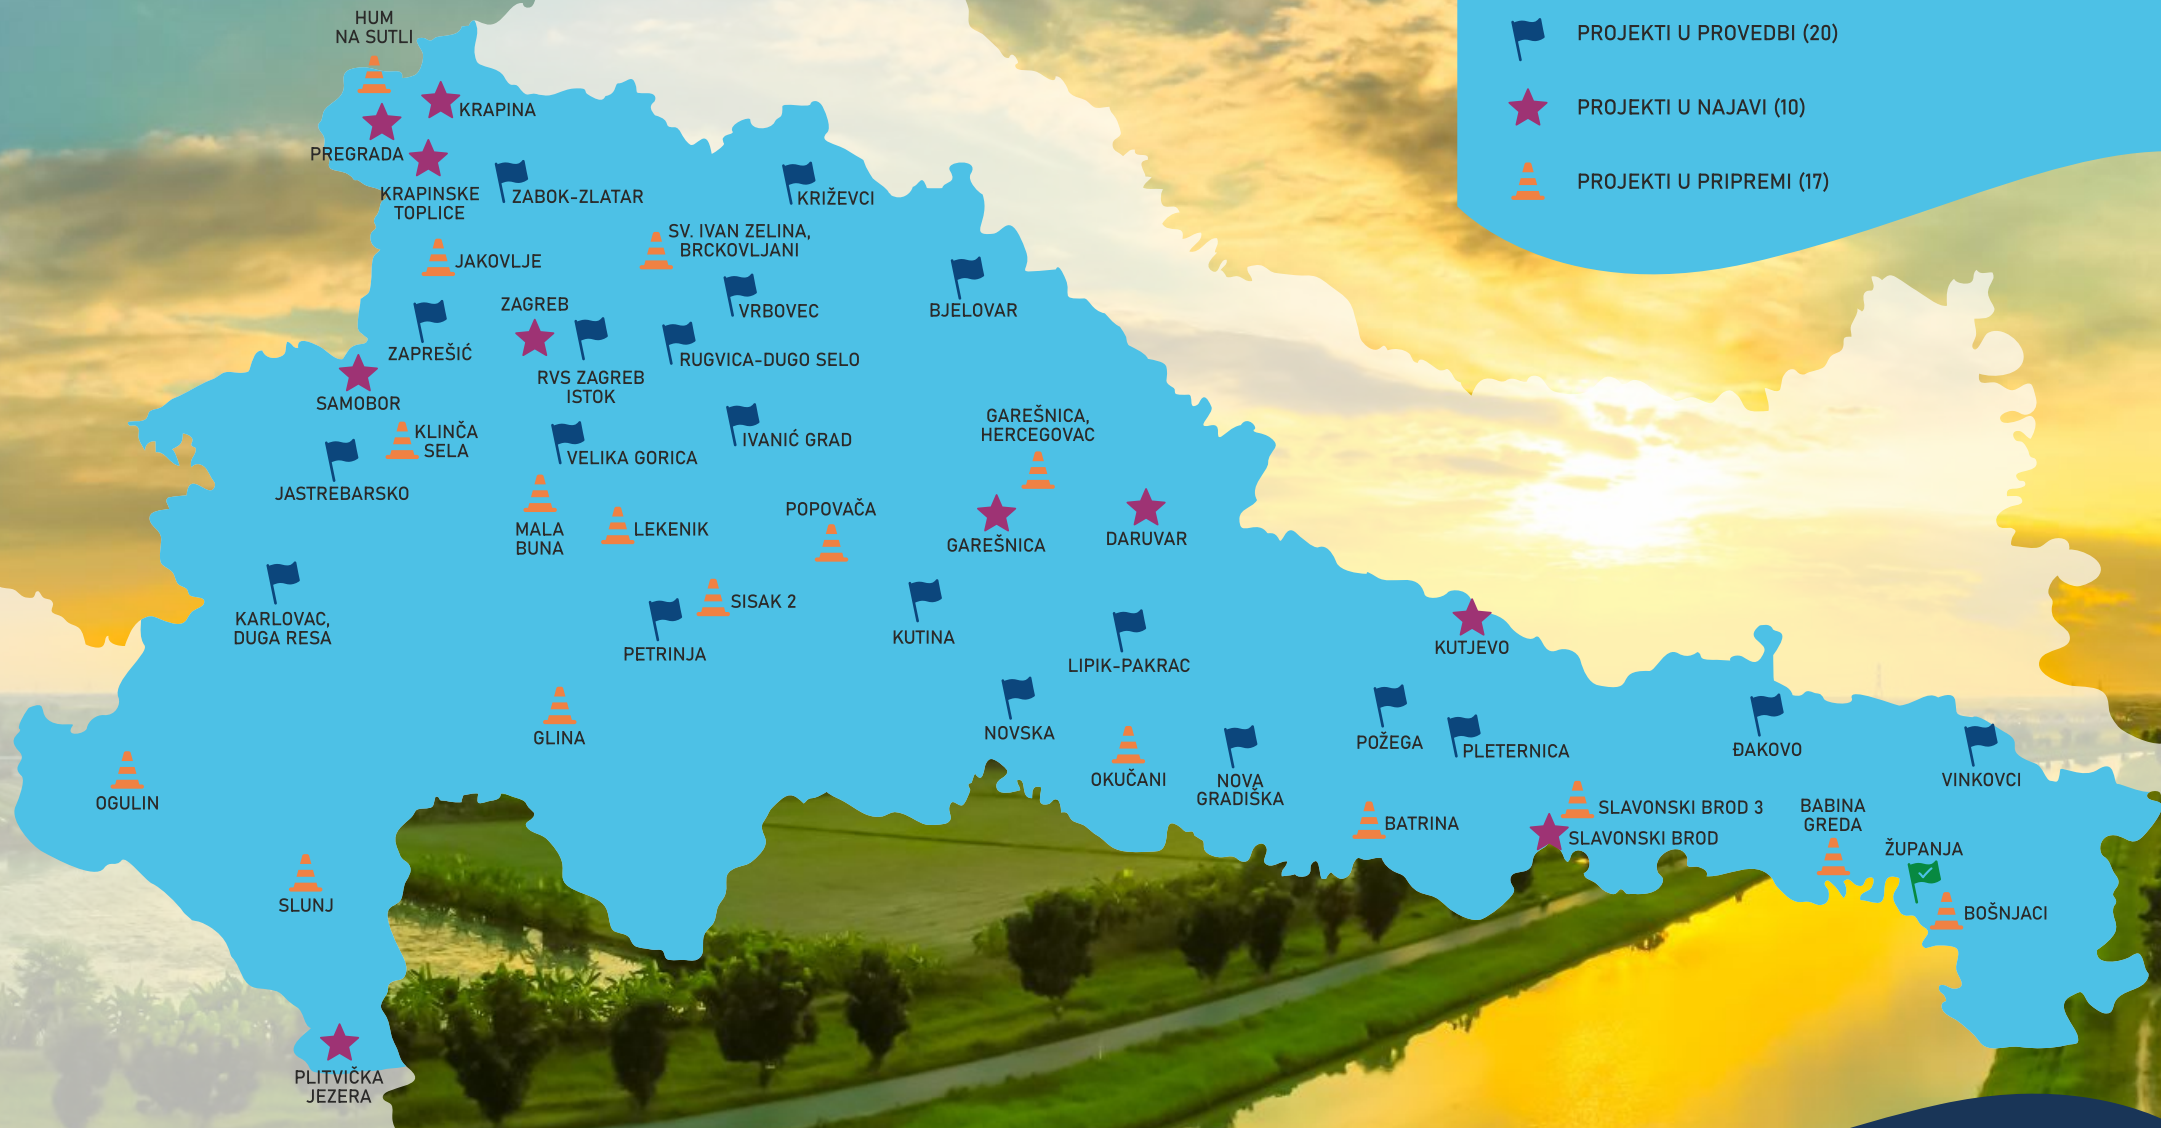 HUM
NA SUTLI
KRAPINA
PREGRADA
KRAPINSKE
TOPLICE
ZABOK-ZLATAR
KRIŽEVCI
JAKOVLJE
SV. IVAN ZELINA,
BRCKOVLJANI
ZAGREB
VRBOVEC
BJELOVAR
ZAPREŠIĆ
RVS ZAGREB
ISTOK
RUGVICA-DUGO SELO
SAMOBOR
KLINČA
SELA
JASTREBARSKO
VELIKA GORICA
IVANIĆ GRAD
GAREŠNICA,
HERCEGOVAC
MALA
BUNA
LEKENIK
POPOVAČA
GAREŠNICA
DARUVAR
KARLOVAC,
DUGA RESA
SISAK 2
PETRINJA
KUTINA
LIPIK-PAKRAC
KUTJEVO
GLINA
NOVSKA
OKUČANI
NOVA
GRADIŠKA
POŽEGA
PLETERNICA
ĐAKOVO
VINKOVCI
OGULIN
BATRINA
SLAVONSKI BROD 3
SLAVONSKI BROD
BABINA
GREDA
ŽUPANJA
BOŠNJACI
SLUNJ
PLITVIČKA
JEZERA
PROJEKTI U PROVEDBI (20)
PROJEKTI U NAJAVI (10)
PROJEKTI U PRIPREMI (17)